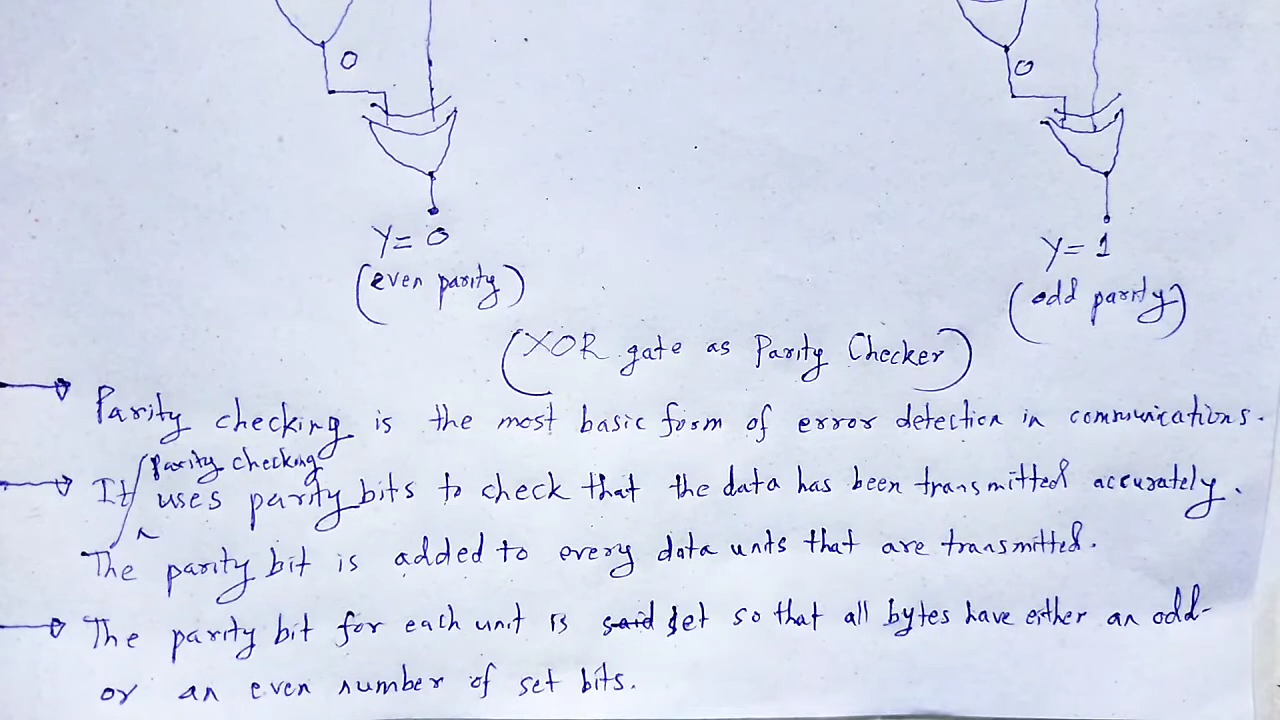 0
0
Y= 0
(even parity)
Y= 1
(odd parity)
(XOR gate as Parity Checker)
Parity checking is the most basic form of error detection in communications.
parity checking
It uses parity bits to check that the data has been transmitted accurately.
The parity bit is added to every data unts that are transmitted.
The parity bit for each unit is said set so that all bytes have either an odd-
or an even number of set bits.